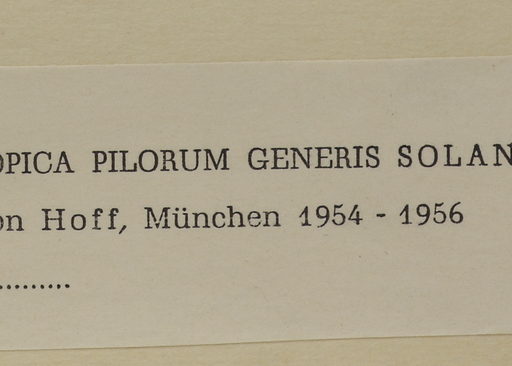 OPICA PILORUM GENERIS SOLAN
on Hoff, München 1954 - 1956
..........